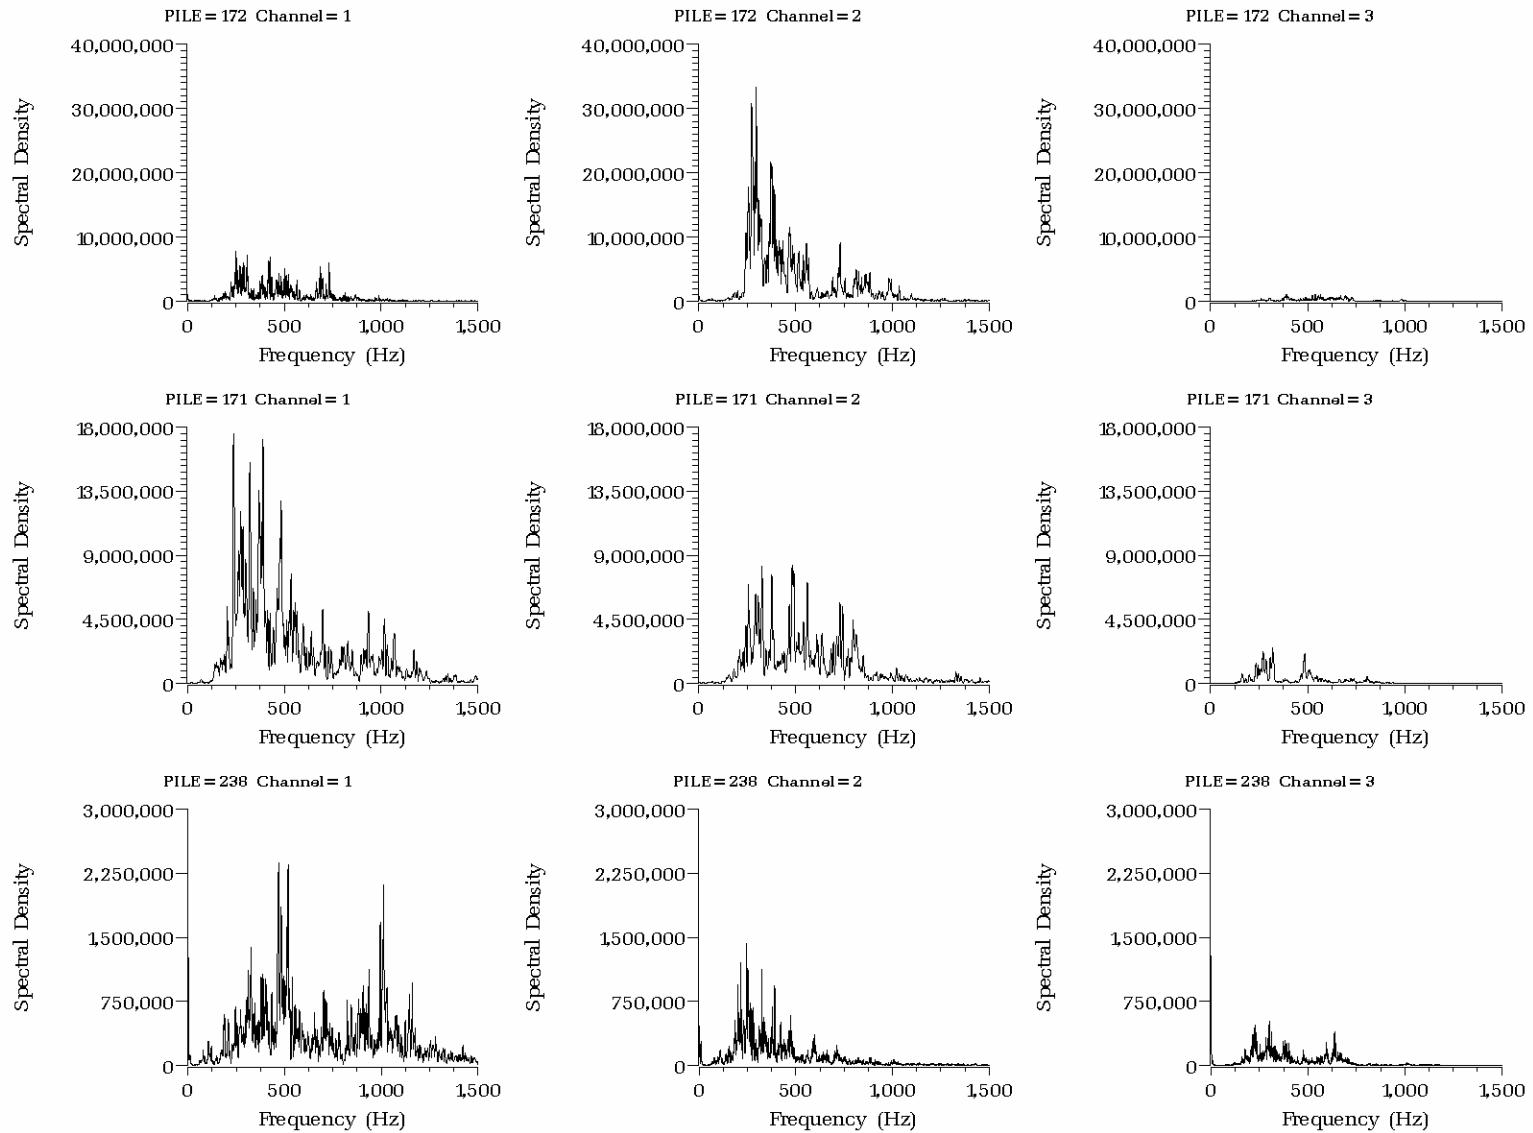 PILE=172 Channel=1
40,000,000
30,000,000
20,000,000
10,000,000
0
Spectral Density
0 500 1,000 1,500
Frequency (Hz)
PILE=172 Channel=2
40,000,000
30,000,000
20,000,000
10,000,000
0
Spectral Density
0 500 1,000 1,500
Frequency (Hz)
PILE=172 Channel=3
40,000,000
30,000,000
20,000,000
10,000,000
0
Spectral Density
0 500 1,000 1,500
Frequency (Hz)
PILE=171 Channel=1
18,000,000
13,500,000
9,000,000
4,500,000
0
Spectral Density
0 500 1,000 1,500
Frequency (Hz)
PILE=171 Channel=2
18,000,000
13,500,000
9,000,000
4,500,000
0
Spectral Density
0 500 1,000 1,500
Frequency (Hz)
PILE=171 Channel=3
18,000,000
13,500,000
9,000,000
4,500,000
0
Spectral Density
0 500 1,000 1,500
Frequency (Hz)
PILE=238 Channel=1
3,000,000
2,250,000
1,500,000
750,000
0
Spectral Density
0 500 1,000 1,500
Frequency (Hz)
PILE=238 Channel=2
3,000,000
2,250,000
1,500,000
750,000
0
Spectral Density
0 500 1,000 1,500
Frequency (Hz)
PILE=238 Channel=3
3,000,000
2,250,000
1,500,000
750,000
0
Spectral Density
0 500 1,000 1,500
Frequency (Hz)